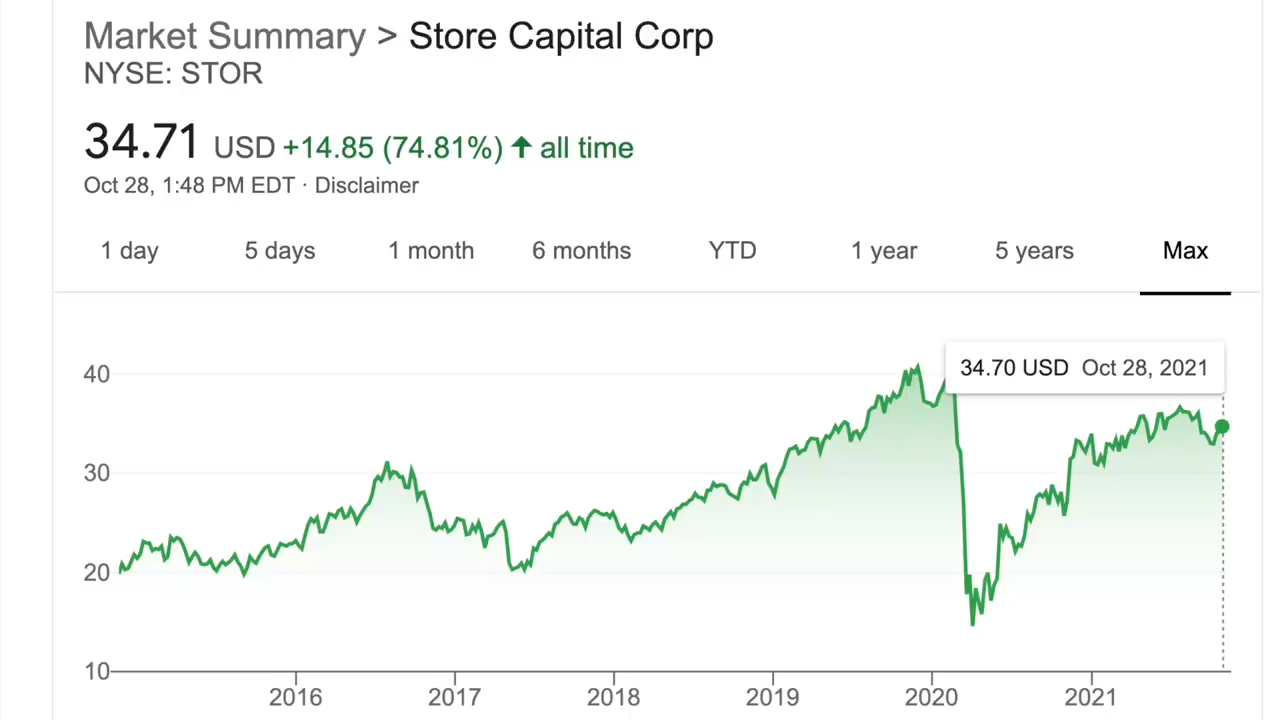 Market Summary > Store Capital Corp
NYSE: STOR
34.71 USD +14.85 (74.81%) ↑ all time
Oct 28, 1:48 PM EDT · Disclaimer
1 day 5 days 1 month 6 months YTD 1 year 5 years Max
34.70 USD Oct 28, 2021
40
30
20
10
2016 2017 2018 2019 2020 2021